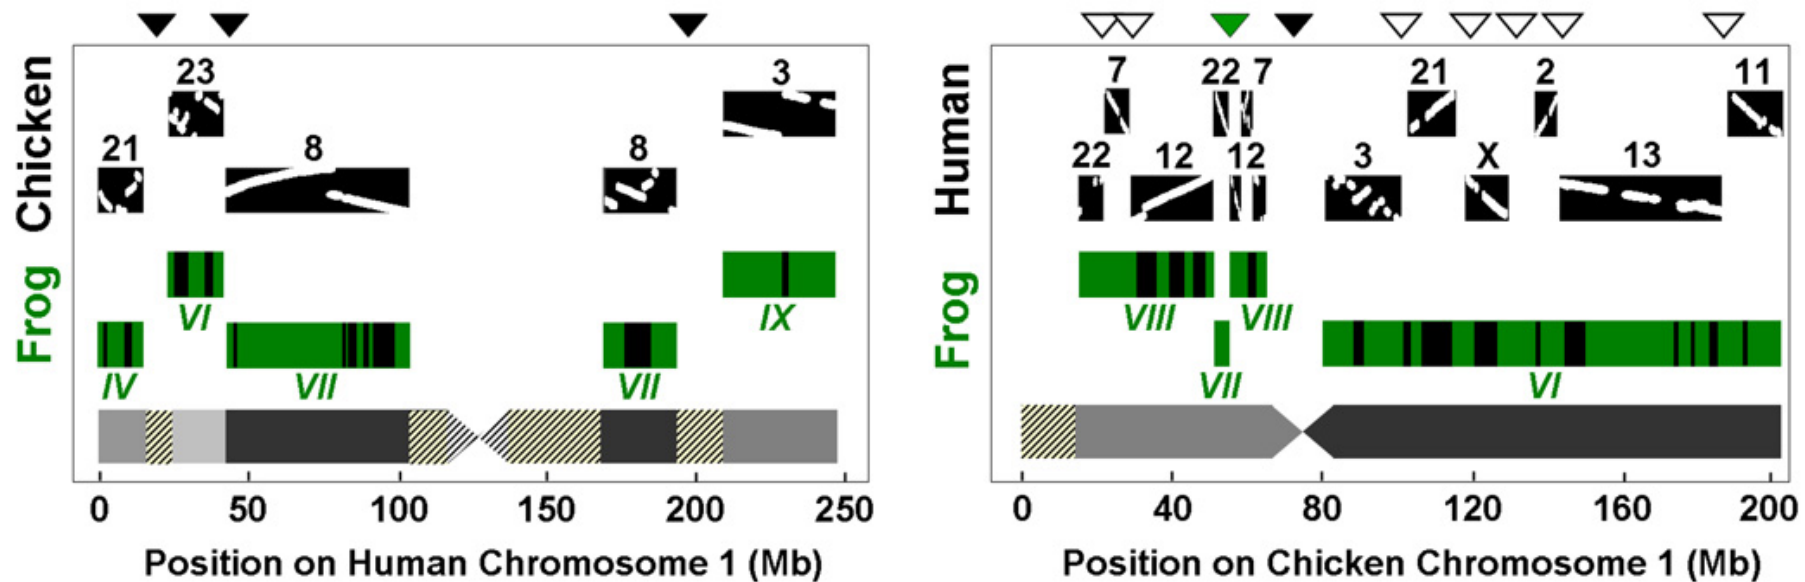 Chicken
23
3
21
8
8
Frog
VI
IX
IV
VII
VII
0 50 100 150 200 250
Position on Human Chromosome 1 (Mb)
Human
7 22 7 21 2 11
22 12 12 3 X 13
Frog
VIII VIII
VII VI
0 40 80 120 160 200
Position on Chicken Chromosome 1 (Mb)